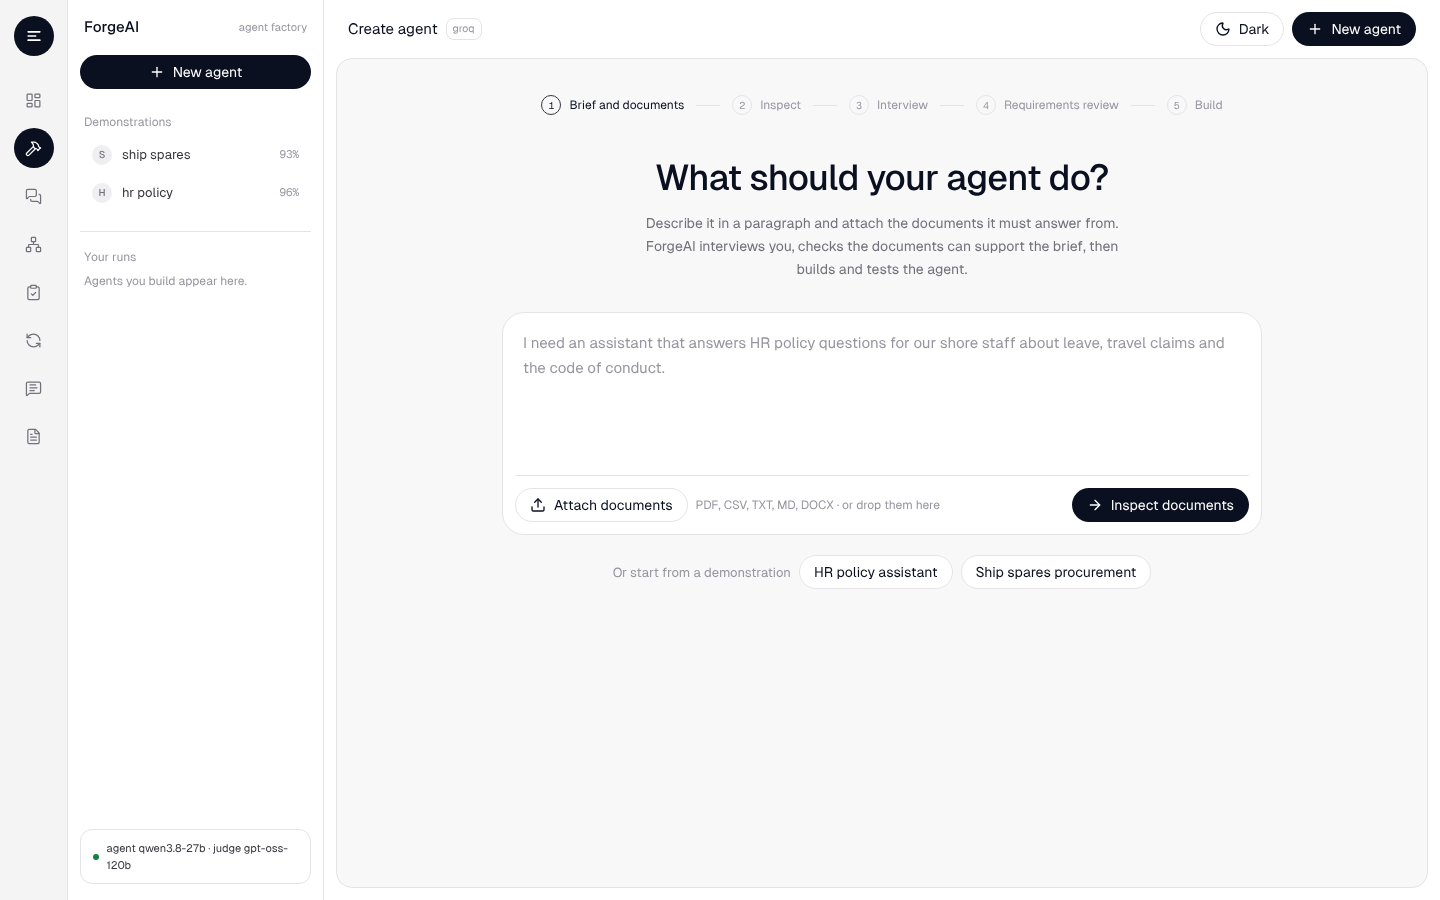 ForgeAI
agent factory
New agent
Demonstrations
S ship spares 93%
H hr policy 96%
Your runs
Agents you build appear here.
agent qwen3.8-27b · judge gpt-oss-
120b
Create agent groq
Dark
New agent
1 Brief and documents
2 Inspect
3 Interview
4 Requirements review
5 Build
What should your agent do?
Describe it in a paragraph and attach the documents it must answer from.
ForgeAI interviews you, checks the documents can support the brief, then
builds and tests the agent.
I need an assistant that answers HR policy questions for our shore staff about leave, travel claims and
the code of conduct.
Attach documents
PDF, CSV, TXT, MD, DOCX · or drop them here
Inspect documents
Or start from a demonstration
HR policy assistant
Ship spares procurement